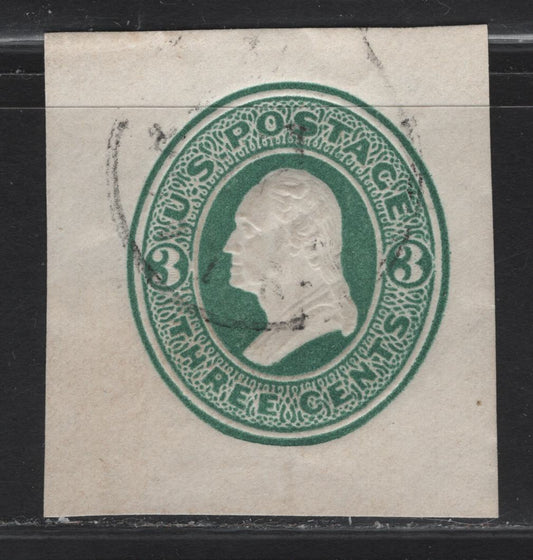 U.S. POSTAGE
3 3
THREE CENTS